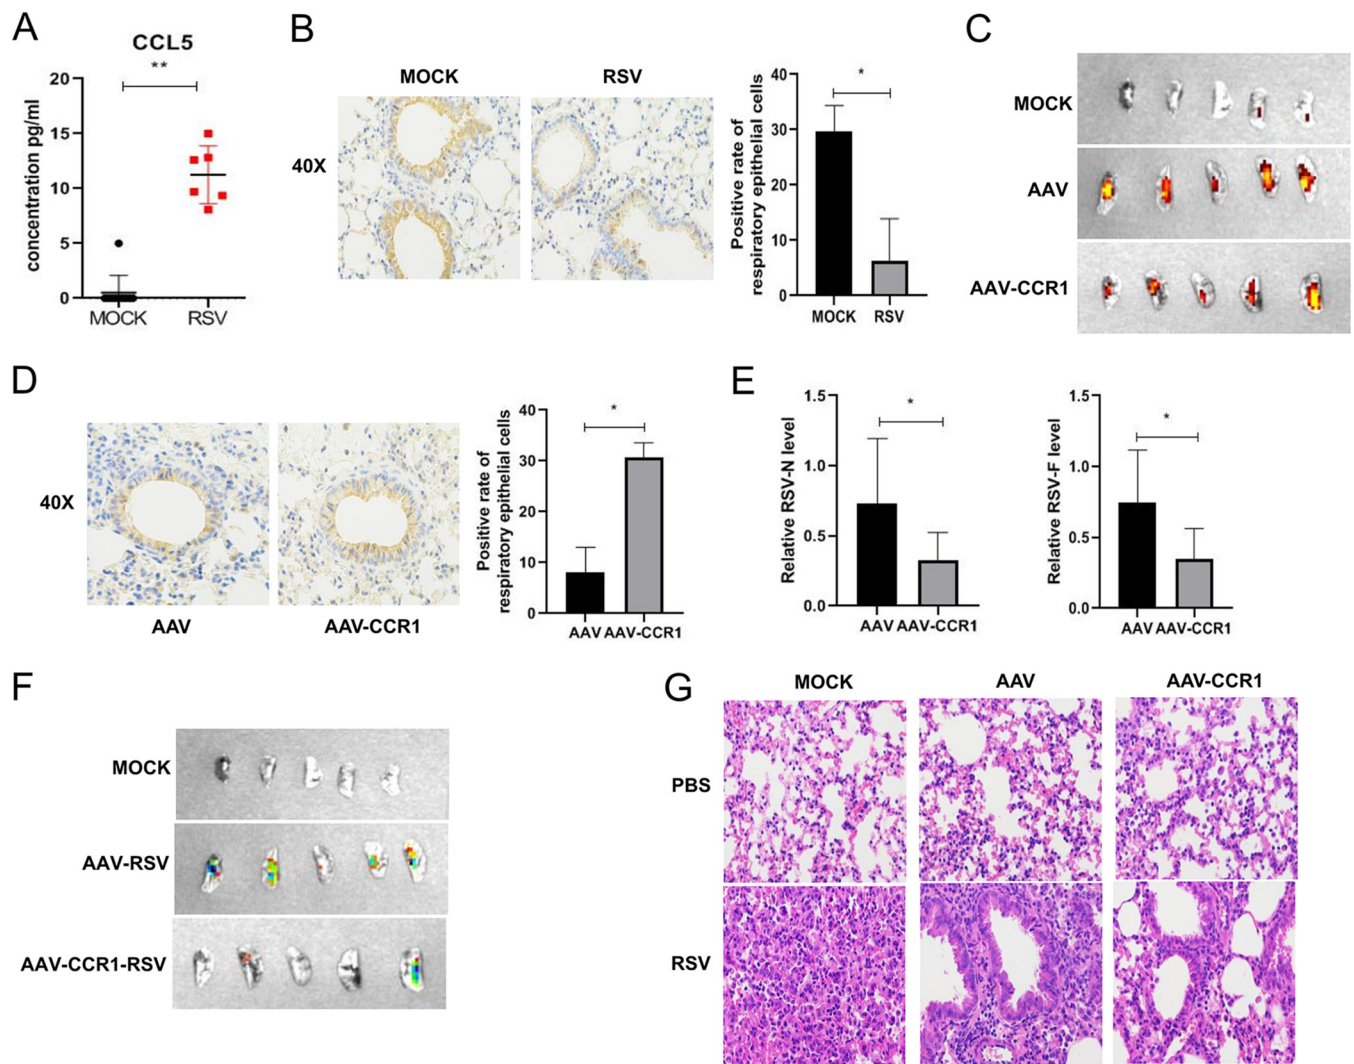 A
CCL5
**
concentration pg/ml
20
15
10
5
0
MOCK RSV
B
MOCK RSV
40X
Positive rate of
respiratory epithelial cells
40
30
20
10
0
*
MOCK RSV
C
MOCK
AAV
AAV-CCR1
D
40X
AAV AAV-CCR1
Positive rate of
respiratory epithelial cells
40
30
20
10
0
*
AAV AAV-CCR1
E
Relative RSV-N level
1.5
1.0
0.5
0.0
*
AAV AAV-CCR1
Relative RSV-F level
1.5
1.0
0.5
0.0
*
AAV AAV-CCR1
F
MOCK
AAV-RSV
AAV-CCR1-RSV
G
MOCK AAV AAV-CCR1
PBS
RSV